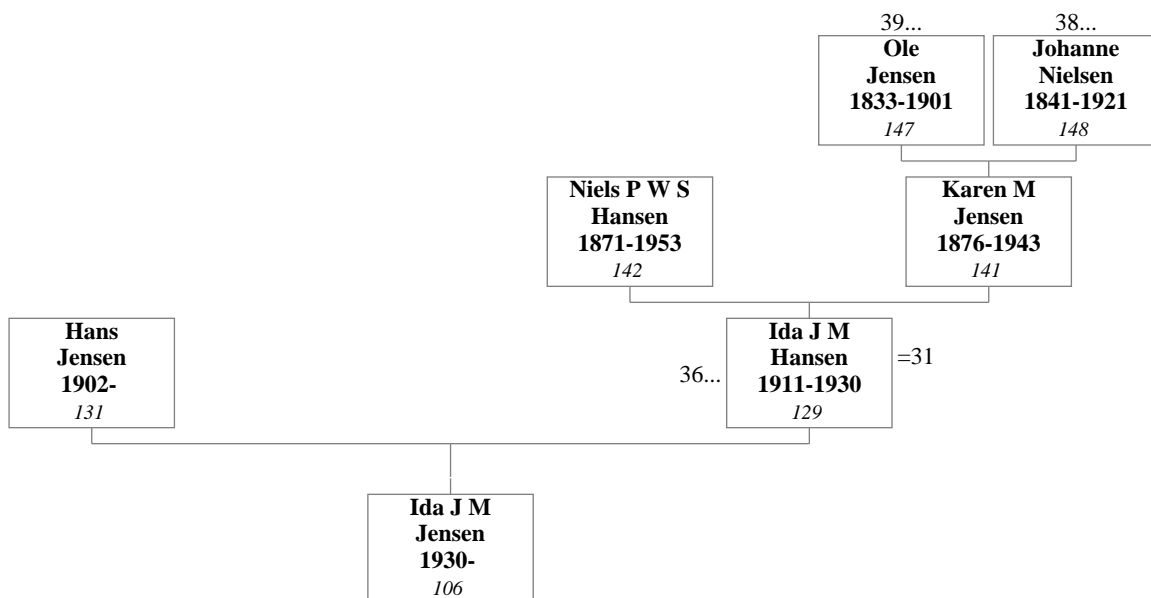 39...
Ole
Jensen
1833-1901
147
38...
Johanne
Nielsen
1841-1921
148
Niels P W S
Hansen
1871-1953
142
Karen M
Jensen
1876-1943
141
Hans
Jensen
1902-
131
36...
Ida J M
Hansen
1911-1930
129
=31
Ida J M
Jensen
1930-
106